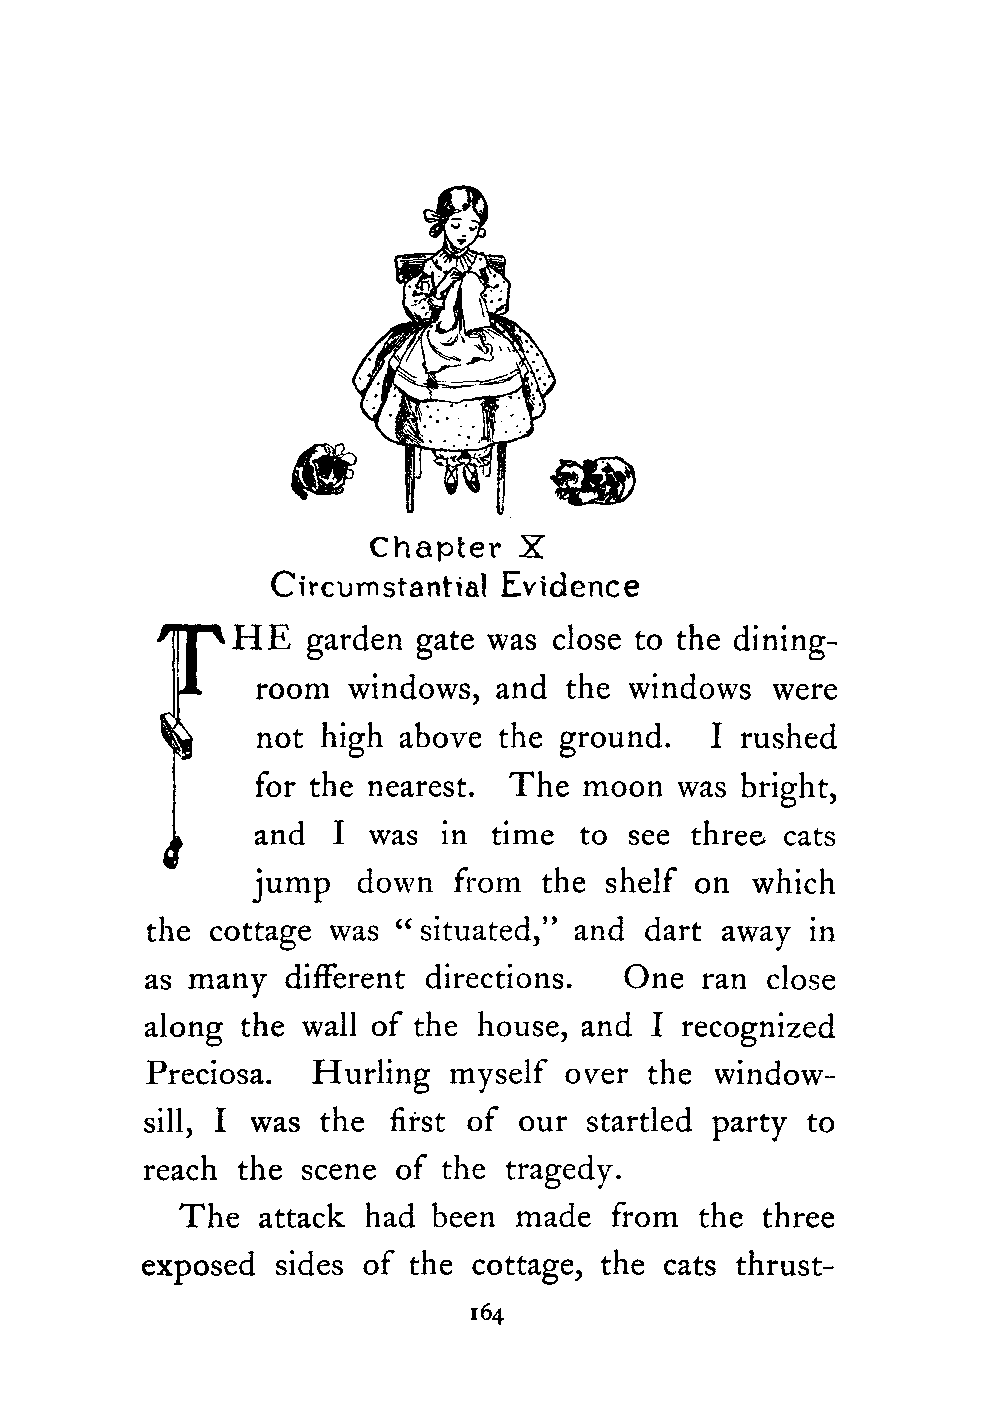 Chapter X
Circumstantial Evidence
THE garden gate was close to the dining-
room windows, and the windows were
not high above the ground. I rushed
for the nearest. The moon was bright,
and I was in time to see three cats
jump down from the shelf on which
the cottage was “situated,” and dart away in
as many different directions. One ran close
along the wall of the house, and I recognized
Preciosa. Hurling myself over the window-
sill, I was the first of our startled party to
reach the scene of the tragedy.
The attack had been made from the three
exposed sides of the cottage, the cats thrust-
164